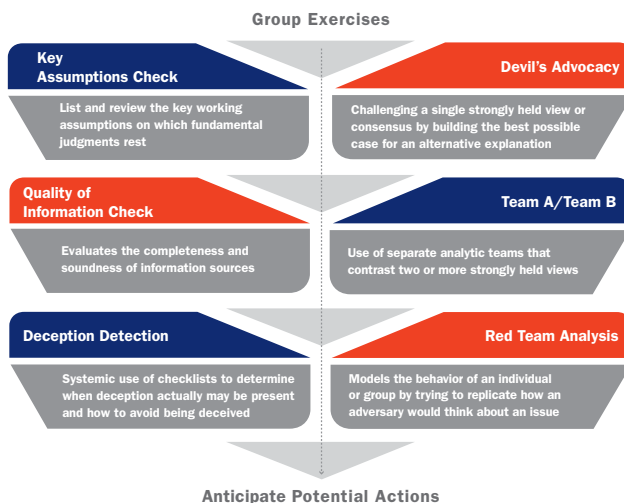 Group Exercises
Key
Assumptions Check
List and review the key working
assumptions on which fundamental
judgments rest
Devil's Advocacy
Challenging a single strongly held view or
consensus by building the best possible
case for an alternative explanation
Quality of
Information Check
Evaluates the completeness and
soundness of information sources
Team A/Team B
Use of separate analytic teams that
contrast two or more strongly held views
Deception Detection
Systemic use of checklists to determine
when deception actually may be present
and how to avoid being deceived
Red Team Analysis
Models the behavior of an individual
or group by trying to replicate how an
adversary would think about an issue
Anticipate Potential Actions